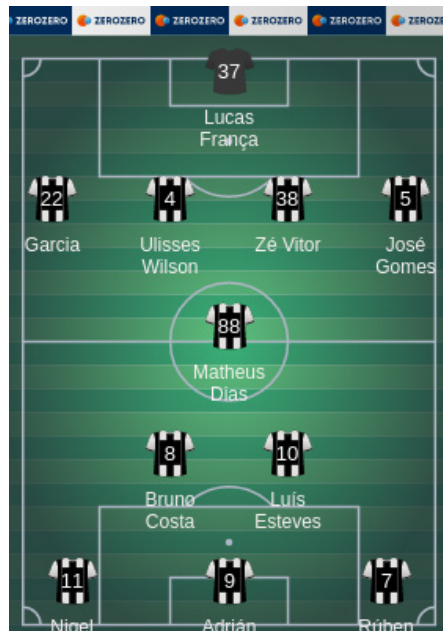 ZEROZERO ZEROZERO ZEROZERO ZEROZERO ZEROZERO ZEROZE
37
Lucas
França
22 4 38 5
Garcia Ulisses Zé Vitor José
Wilson Gomes
88
Matheus
Dias
8 10
Bruno Luís
Costa Esteves
11 9 7
Nigel Adrián Rúben